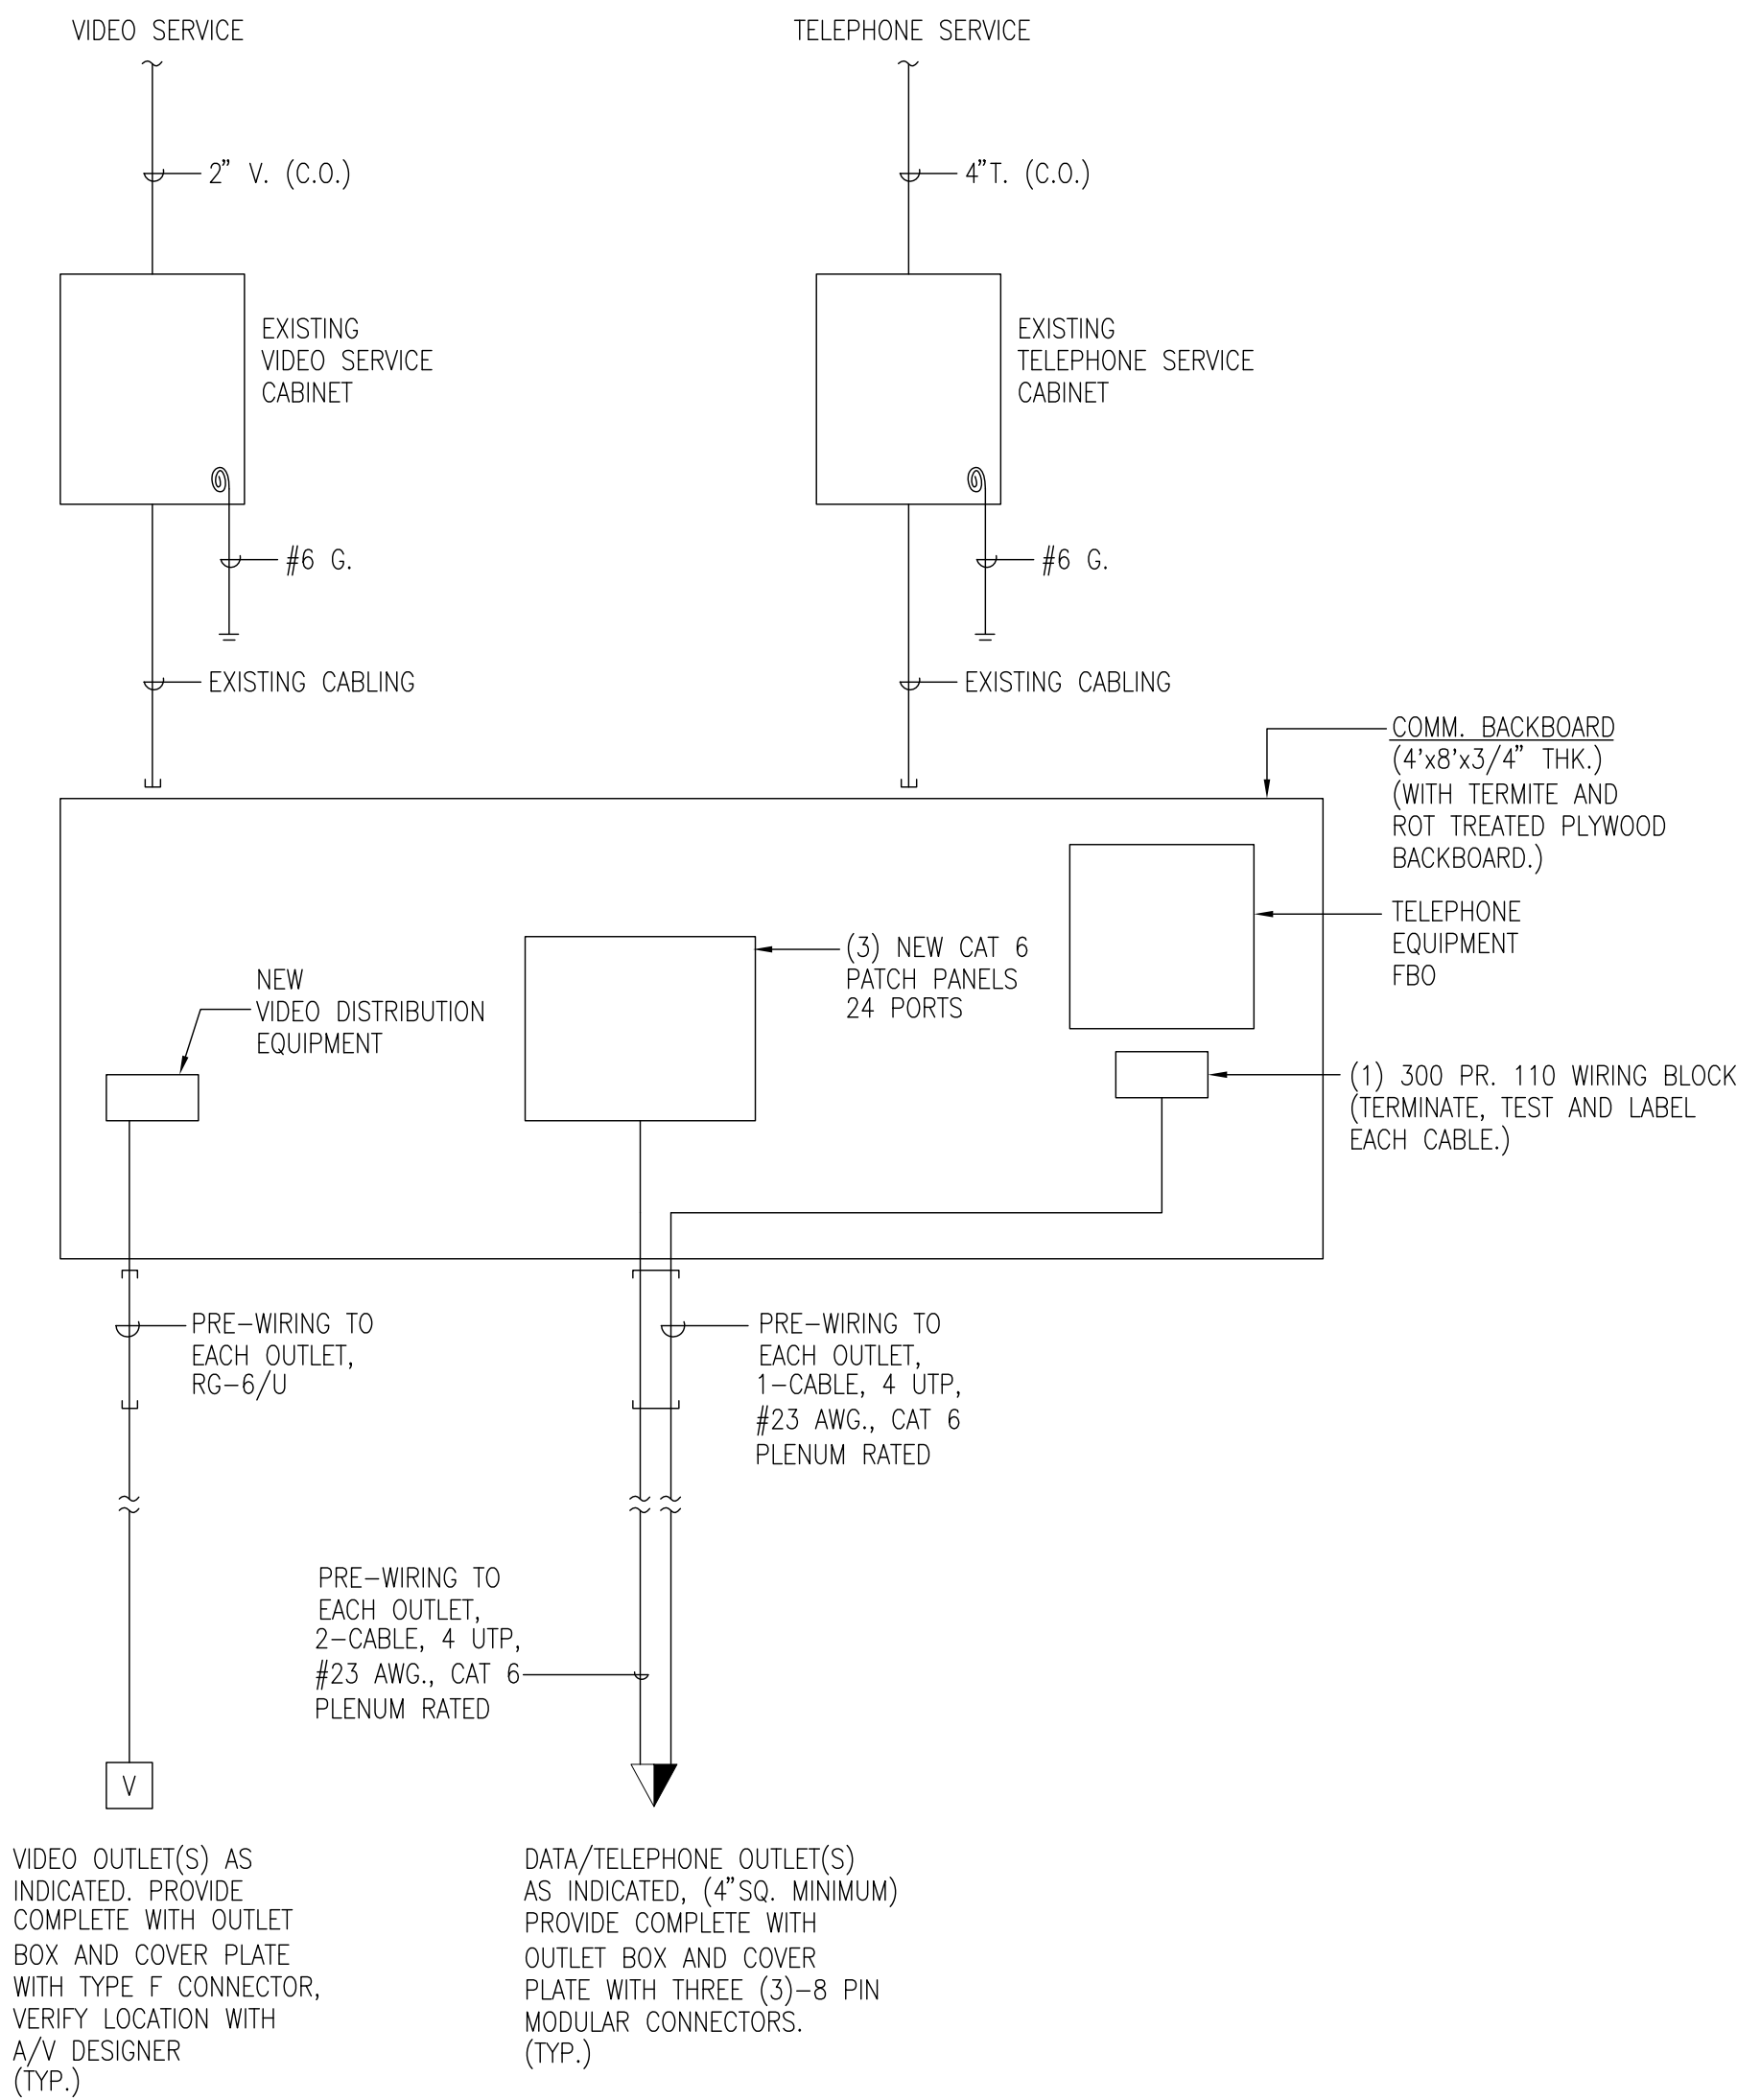 VIDEO SERVICE
TELEPHONE SERVICE
2" V. (C.O.)
4"T. (C.O.)
EXISTING
VIDEO SERVICE
CABINET
EXISTING
TELEPHONE SERVICE
CABINET
#6 G.
#6 G.
EXISTING CABLING
EXISTING CABLING
COMM. BACKBOARD
(4'x8'x3/4" THK.)
(WITH TERMITE AND
ROT TREATED PLYWOOD
BACKBOARD.)
TELEPHONE
EQUIPMENT
FBO
(3) NEW CAT 6
PATCH PANELS
24 PORTS
NEW
VIDEO DISTRIBUTION
EQUIPMENT
(1) 300 PR. 110 WIRING BLOCK
(TERMINATE, TEST AND LABEL
EACH CABLE.)
PRE-WIRING TO
EACH OUTLET,
RG-6/U
PRE-WIRING TO
EACH OUTLET,
1-CABLE, 4 UTP,
#23 AWG., CAT 6
PLENUM RATED
PRE-WIRING TO
EACH OUTLET,
2-CABLE, 4 UTP,
#23 AWG., CAT 6
PLENUM RATED
V
VIDEO OUTLET(S) AS
INDICATED. PROVIDE
COMPLETE WITH OUTLET
BOX AND COVER PLATE
WITH TYPE F CONNECTOR,
VERIFY LOCATION WITH
A/V DESIGNER
(TYP.)
DATA/TELEPHONE OUTLET(S)
AS INDICATED, (4"SQ. MINIMUM)
PROVIDE COMPLETE WITH
OUTLET BOX AND COVER
PLATE WITH THREE (3)-8 PIN
MODULAR CONNECTORS.
(TYP.)